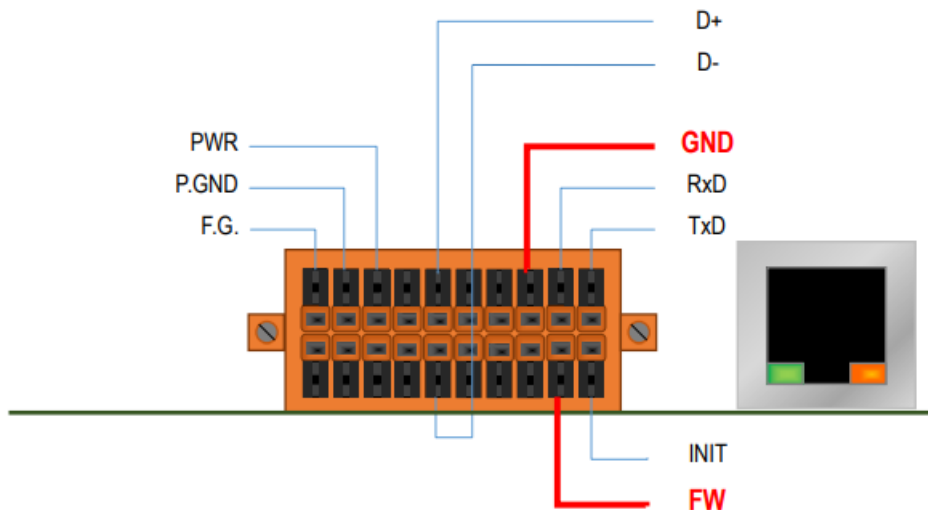 D+
D-
PWR
GND
P.GND
RxD
F.G.
TxD
INIT
FW